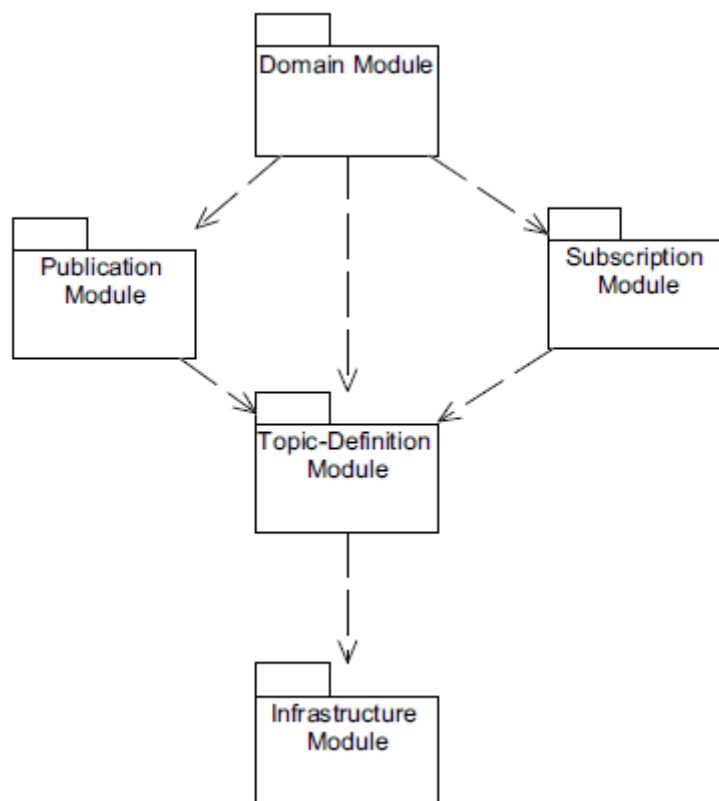 Domain Module
Publication
Module
Subscription
Module
Topic-Definition
Module
Infrastructure
Module